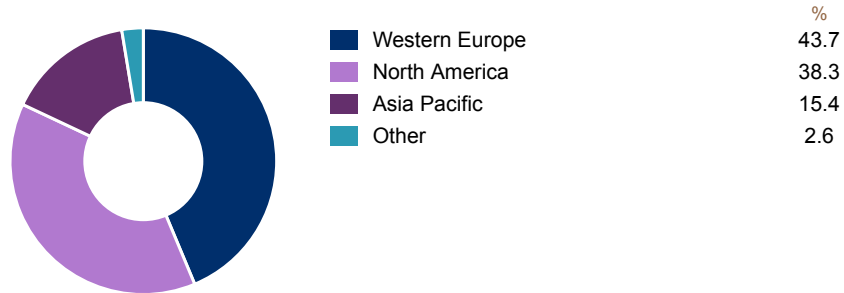 %
Western Europe 43.7
North America 38.3
Asia Pacific 15.4
Other 2.6